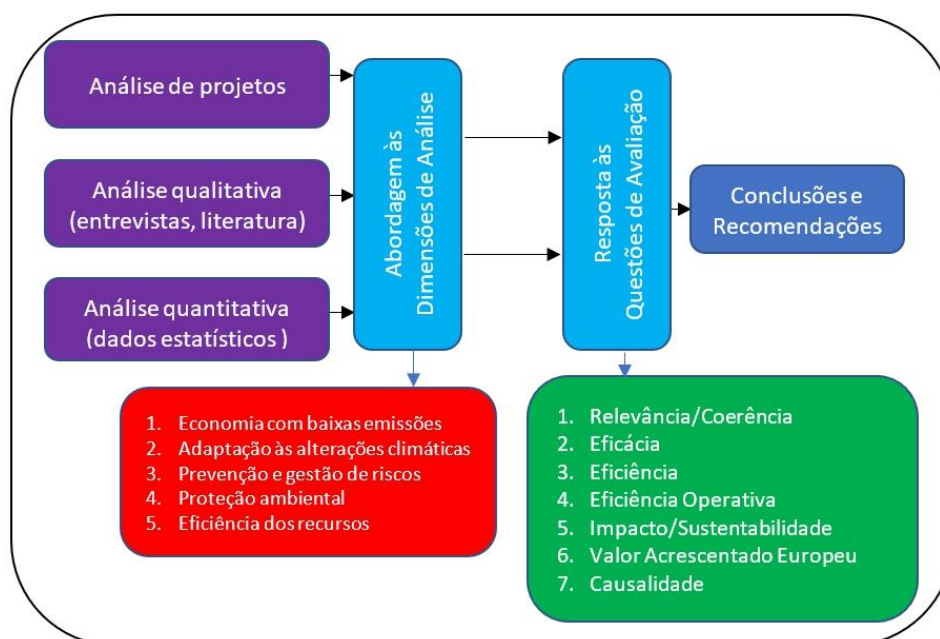 Análise de projetos
Análise qualitativa
(entrevistas, literatura)
Análise quantitativa
(dados estatísticos )
Abordagem às
Dimensões de Análise
Resposta às
Questões de Avaliação
Conclusões e
Recomendações
1. Economia com baixas emissões
2. Adaptação às alterações climáticas
3. Prevenção e gestão de riscos
4. Proteção ambiental
5. Eficiência dos recursos
1. Relevância/Coerência
2. Eficácia
3. Eficiência
4. Eficiência Operativa
5. Impacto/Sustentabilidade
6. Valor Acrescentado Europeu
7. Causalidade